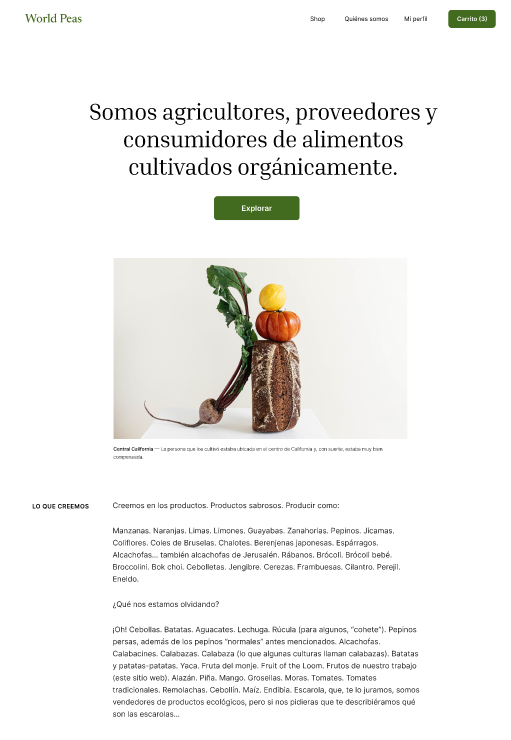 World Peas
Shop
Quiénes somos
Mi perfil
Carrito (3)
Somos agricultores, proveedores y
consumidores de alimentos
cultivados orgánicamente.
Explorar
Central California — La persona que los cultivó estaba ubicada en el centro de California y, con suerte, estaba muy bien
compensada.
LO QUE CREEMOS
Creemos en los productos. Productos sabrosos. Producir como:
Manzanas. Naranjas. Limas. Limones. Guayabas. Zanahorias. Pepinos. Jícamas.
Coliflores. Coles de Bruselas. Chalotes. Berenjenas japonesas. Espárragos.
Alcachofas... también alcachofas de Jerusalén. Rábanos. Brócoli. Brócoli bebé.
Broccolini. Bok choi. Cebolletas. Jengibre. Cerezas. Frambuesas. Cilantro. Perejil.
Eneldo.
¿Qué nos estamos olvidando?
¡Oh! Cebollas. Batatas. Aguacates. Lechuga. Rúcula (para algunos, "cohete"). Pepinos
persas, además de los pepinos "normales" antes mencionados. Alcachofas.
Calabacines. Calabazas. Calabaza (lo que algunas culturas llaman calabazas). Batatas
y patatas-patatas. Yaca. Fruta del monje. Fruit of the Loom. Frutos de nuestro trabajo
(este sitio web). Alazán. Piña. Mango. Grosellas. Moras. Tomates. Tomates
tradicionales. Remolachas. Cebollín. Maíz. Endibia. Escarola, que, te lo juramos, somos
vendedores de productos ecológicos, pero si nos pidieras que te describiéramos qué
son las escarolas...